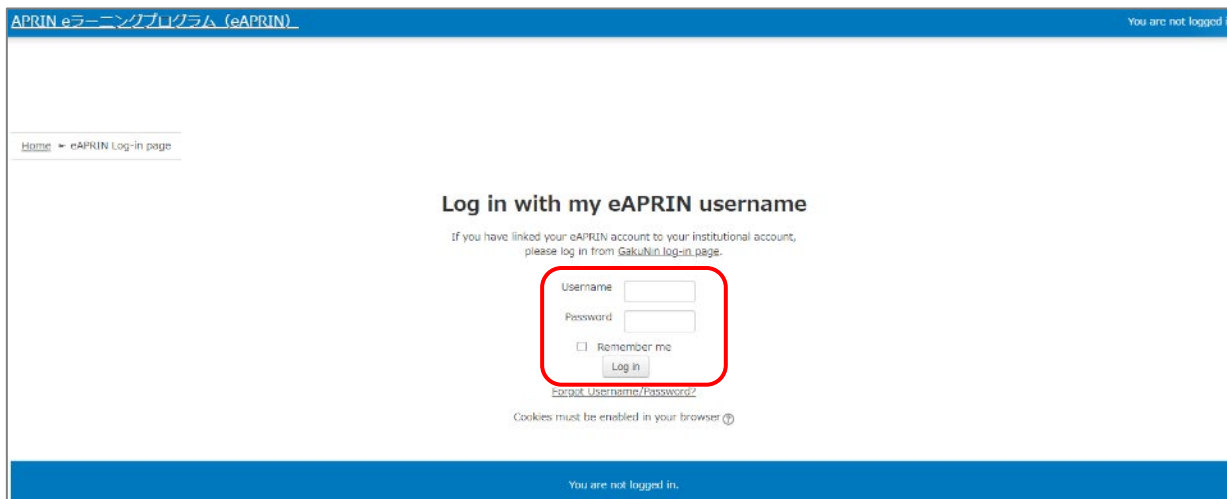 APRIN eラーニングプログラム（eAPRIN）
You are not logged i
Home ► eAPRIN Log-in page
Log in with my eAPRIN username
If you have linked your eAPRIN account to your institutional account,
please log in from GakuNin log-in page.
Username
Password
Remember me
Log in
Forgot Username/Password?
Cookies must be enabled in your browser
You are not logged in.